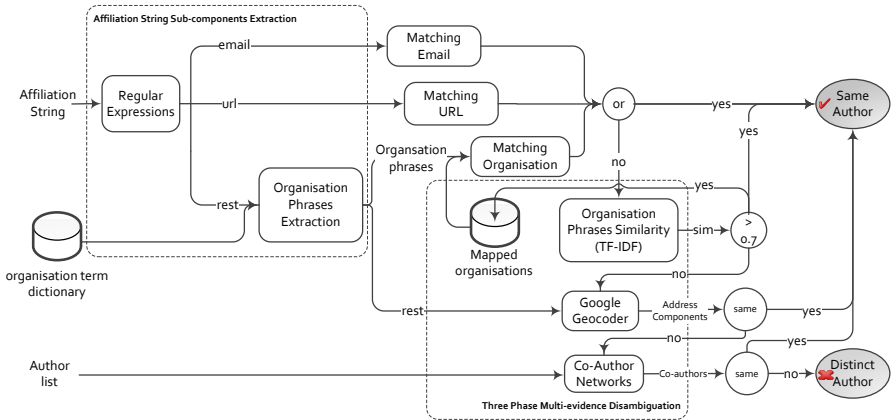 Affiliation String Sub-components Extraction
email
Matching
Email
Affiliation
String
Regular
Expressions
url
Matching
URL
or
yes
Same
Author
yes
Organsation
phrases
Matching
Organisation
no
rest
Organisation
Phrases
Extraction
yes
Organisation
Phrases Similarity
(TF-IDF)
sim
>
0.7
Mapped
organisations
organisation term
dictionary
no
rest
Google
Geocoder
Address
Components
same
yes
no
yes
Author
list
Co-Author
Networks
Co-authors
same
no
Distinct
Author
Three Phase Multi-evidence Disambiguation